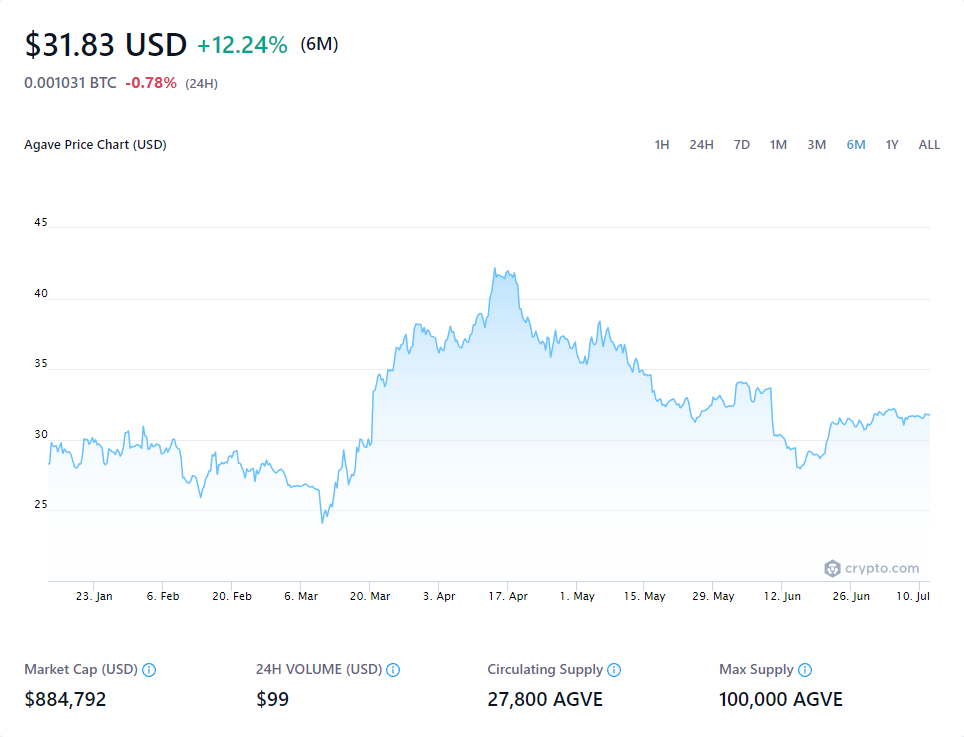 $31.83 USD +12.24% (6M)
0.001031 BTC -0.78% (24H)
Agave Price Chart (USD) 1H 24H 7D 1M 3M 6M 1Y ALL
45
40
35
30
25
crypto.com
23. Jan 6. Feb 20. Feb 6. Mar 20. Mar 3. Apr 17. Apr 1. May 15. May 29. May 12. Jun 26. Jun 10. Jul
Market Cap (USD) 24H VOLUME (USD) Circulating Supply Max Supply
$884,792 $99 27,800 AGVE 100,000 AGVE